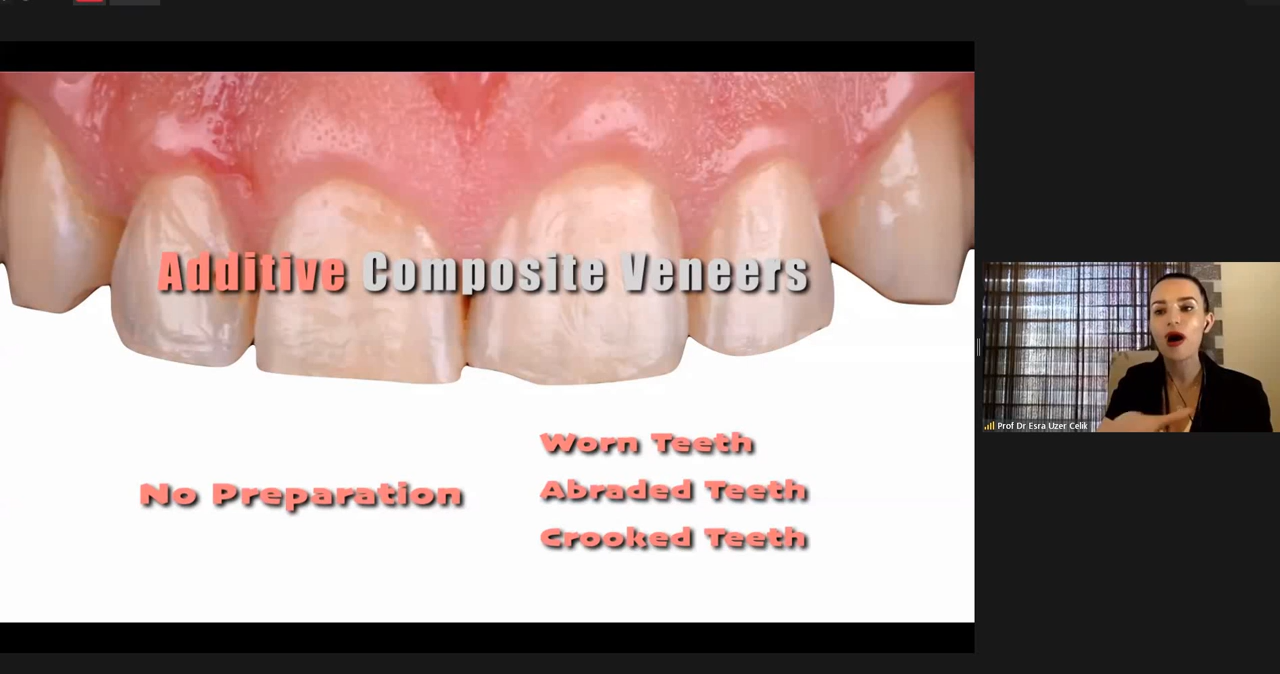 Additive Composite Veneers
No Preparation
Worn Teeth
Abraded Teeth
Crooked Teeth
Prof Dr Esra Uzer Celik